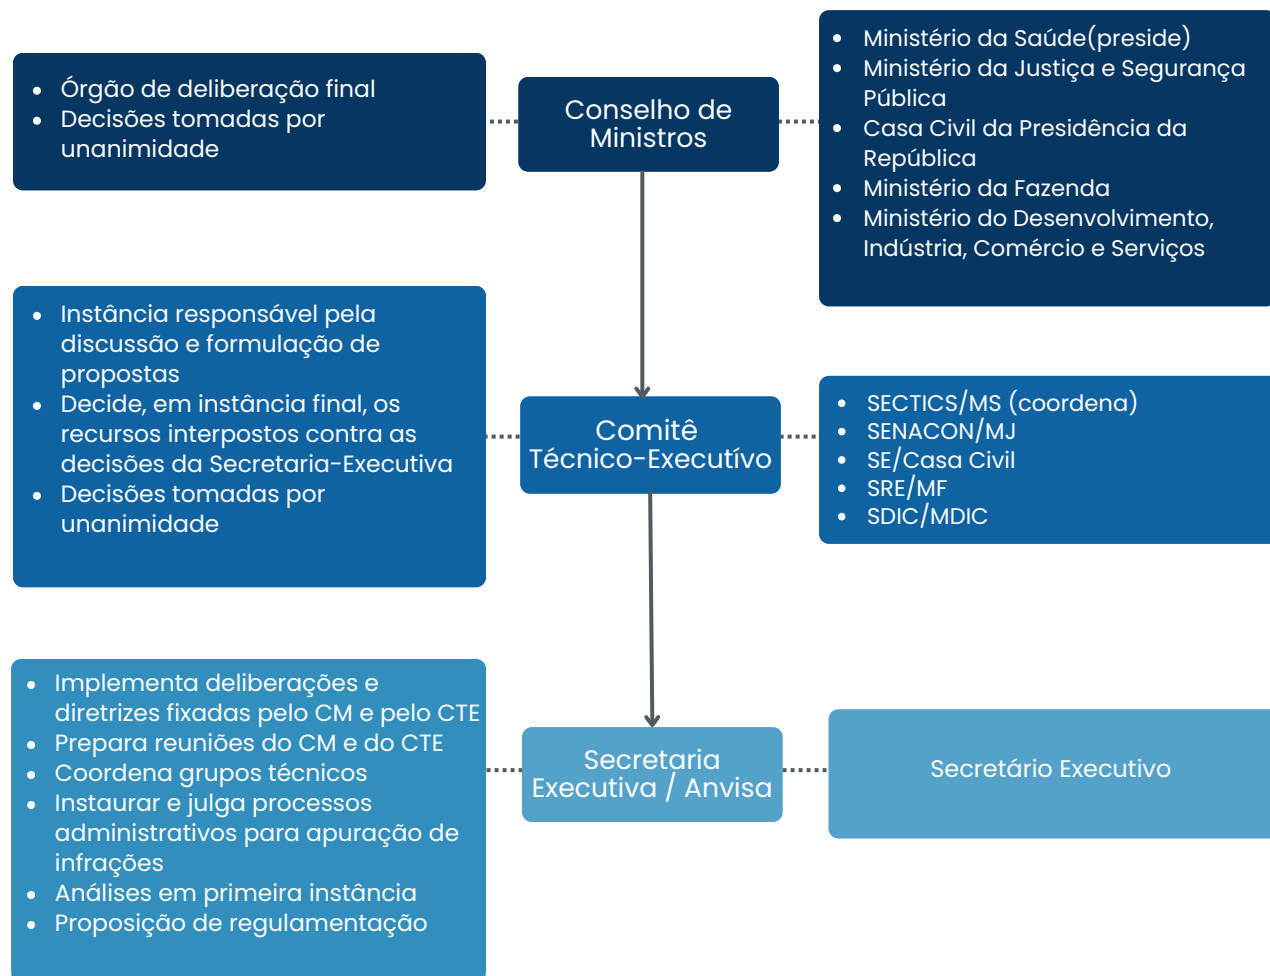 • Órgão de deliberação final
• Decisões tomadas por
unanimidade
Conselho de
Ministros
• Ministério da Saúde(preside)
• Ministério da Justiça e Segurança
Pública
• Casa Civil da Presidência da
República
• Ministério da Fazenda
• Ministério do Desenvolvimento,
Indústria, Comércio e Serviços
• Instância responsável pela
discussão e formulação de
propostas
• Decide, em instância final, os
recursos interpostos contra as
decisões da Secretaria-Executiva
• Decisões tomadas por
unanimidade
Comitê
Técnico-Executívo
• SECTICS/MS (coordena)
• SENACON/MJ
• SE/Casa Civil
• SRE/MF
• SDIC/MDIC
• Implementa deliberações e
diretrizes fixadas pelo CM e pelo CTE
• Prepara reuniões do CM e do CTE
• Coordena grupos técnicos
• Instaurar e julga processos
administrativos para apuração de
infrações
• Análises em primeira instância
• Proposição de regulamentação
Secretaria
Executiva / Anvisa
Secretário Executivo